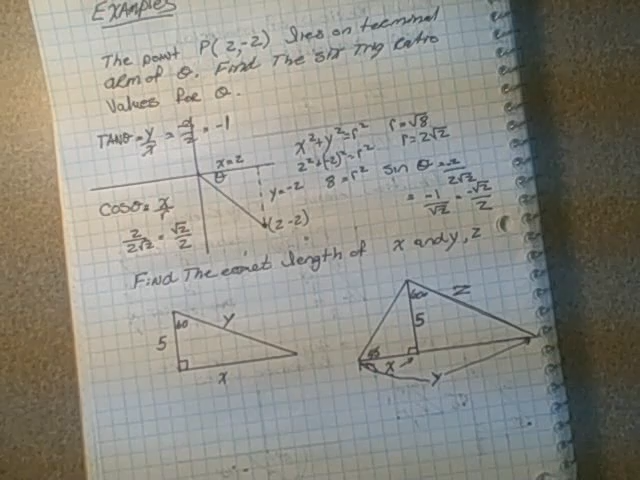 EXAMPLES
The point P(2,-2) lies on terminal
arm of θ. Find The six Trig Ratio
Values for θ.
TANθ = y/x = -2/2 = -1
x² + y² = r²
r = √8
2² + (-2)² = r²
r = 2√2
8 = r²
sin θ = -2/2√2
= -1/√2 = -√2/2
x = 2
θ
y = -2
(2 -2)
COSθ = x/r
2/2√2 = √2/2
Find The exact length of x and y, z
60 y
5
x
60 z
5
45 x
y